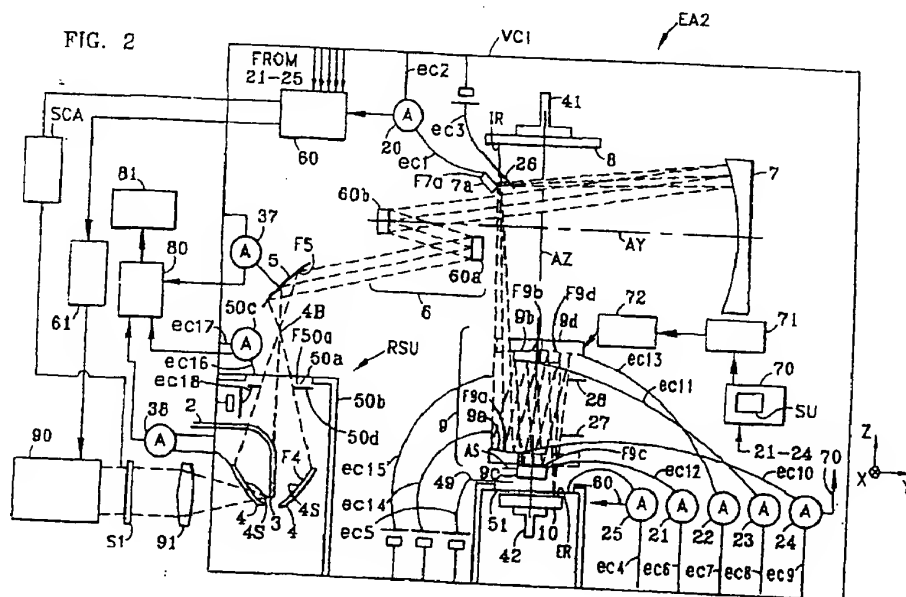 FIG. 2
EA2
VC1
FROM
21-25
ec2
SCA
60
A
20
ec3
41
IR
8
ec1
26
F7a
7a
7
81
60b
37
A
F5
5
AY
60a
AZ
61
80
50c
6
F9b
F9d
9b
9d
72
71
ec17
A
4B
F50a
50a
RSU
ec13
ec16
ec11
70
SU
ec18
50b
28
2
9
F9a
9a
27
21-24
38
A
50d
90
AS
F9c
ec10
70
Z
ec15
9c
ec12
X
Y
F4
49
60
ec14
4
3
4S
4S
4
ec5
51
10
ER
A
A
A
A
A
S1
91
42
25
21
22
23
24
ec4
ec6
ec7
ec8
ec9